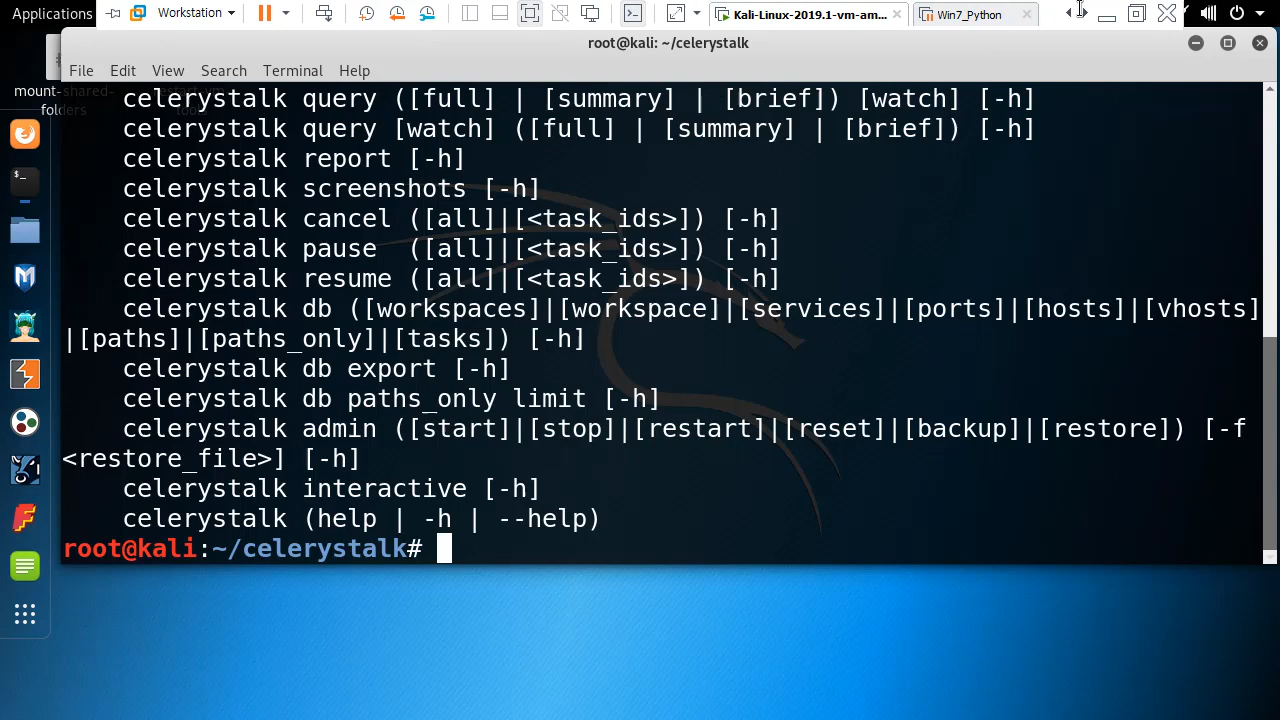 Applications
Workstation
Kali-Linux-2019.1-vm-am...
Win7_Python
mount-shared-folders
root@kali: ~/celerystalk
File Edit View Search Terminal Help
celerystalk query ([full] | [summary] | [brief]) [watch] [-h]
celerystalk query [watch] ([full] | [summary] | [brief]) [-h]
celerystalk report [-h]
celerystalk screenshots [-h]
celerystalk cancel ([all]|[<task_ids>]) [-h]
celerystalk pause  ([all]|[<task_ids>]) [-h]
celerystalk resume ([all]|[<task_ids>]) [-h]
celerystalk db ([workspaces]|[workspace]|[services]|[ports]|[hosts]|[vhosts]
|[paths]|[paths_only]|[tasks]) [-h]
celerystalk db export [-h]
celerystalk db paths_only limit [-h]
celerystalk admin ([start]|[stop]|[restart]|[reset]|[backup]|[restore]) [-f
<restore_file>] [-h]
celerystalk interactive [-h]
celerystalk (help | -h | --help)
root@kali:~/celerystalk#